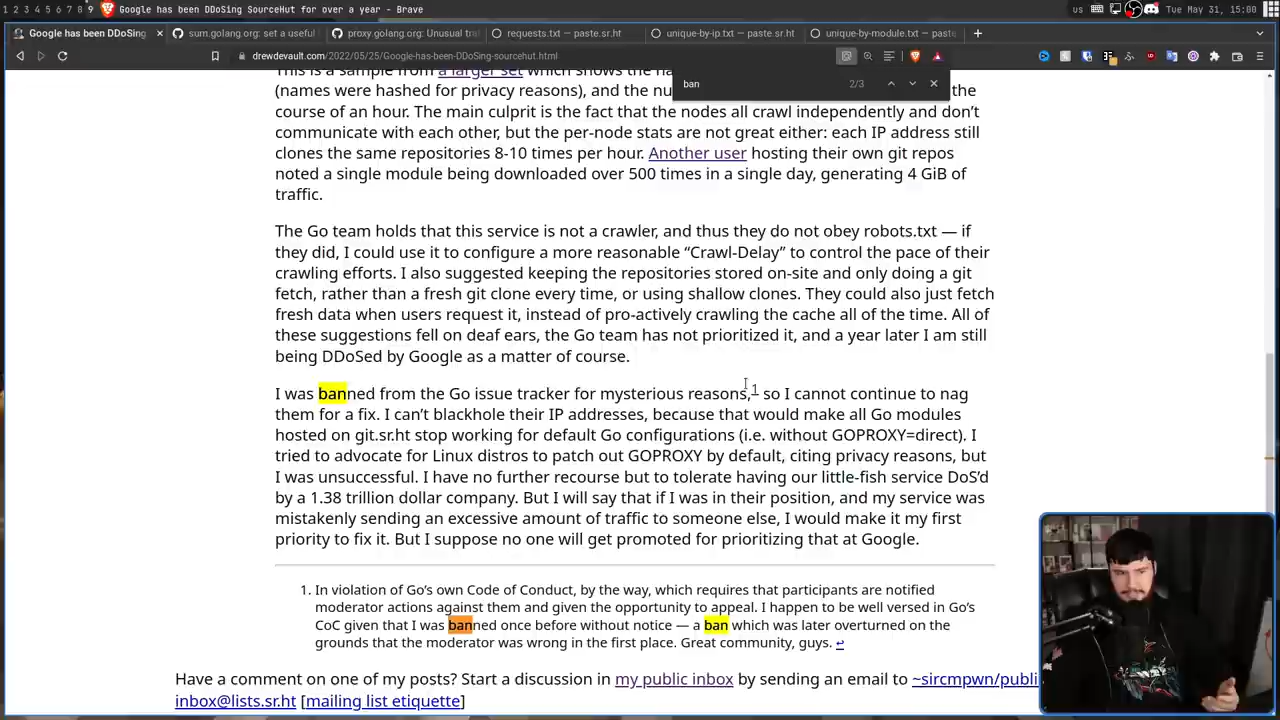 1 2 3 4 5 6 7 8 9 Google has been DDoSing SourceHut for over a year - Brave
us Tue May 31, 15:00
Google has been DDoSing
sum.golang.org: set a useful
proxy.golang.org: Unusual tra
requests.txt — paste.sr.ht
unique-by-ip.txt — paste.sr.ht
unique-by-module.txt — paste
drewdevault.com/2022/05/25/Google-has-been-DDoSing-sourcehut.html
ban 2/3
This is a sample from a larger set which shows the ha
(names were hashed for privacy reasons), and the nu the
course of an hour. The main culprit is the fact that the nodes all crawl independently and don’t
communicate with each other, but the per-node stats are not great either: each IP address still
clones the same repositories 8-10 times per hour. Another user hosting their own git repos
noted a single module being downloaded over 500 times in a single day, generating 4 GiB of
traffic.
The Go team holds that this service is not a crawler, and thus they do not obey robots.txt — if
they did, I could use it to configure a more reasonable “Crawl-Delay” to control the pace of their
crawling efforts. I also suggested keeping the repositories stored on-site and only doing a git
fetch, rather than a fresh git clone every time, or using shallow clones. They could also just fetch
fresh data when users request it, instead of pro-actively crawling the cache all of the time. All of
these suggestions fell on deaf ears, the Go team has not prioritized it, and a year later I am still
being DDoSed by Google as a matter of course.
I was banned from the Go issue tracker for mysterious reasons,1 so I cannot continue to nag
them for a fix. I can’t blackhole their IP addresses, because that would make all Go modules
hosted on git.sr.ht stop working for default Go configurations (i.e. without GOPROXY=direct). I
tried to advocate for Linux distros to patch out GOPROXY by default, citing privacy reasons, but
I was unsuccessful. I have no further recourse but to tolerate having our little-fish service DoS’d
by a 1.38 trillion dollar company. But I will say that if I was in their position, and my service was
mistakenly sending an excessive amount of traffic to someone else, I would make it my first
priority to fix it. But I suppose no one will get promoted for prioritizing that at Google.
1. In violation of Go’s own Code of Conduct, by the way, which requires that participants are notified
moderator actions against them and given the opportunity to appeal. I happen to be well versed in Go’s
CoC given that I was banned once before without notice — a ban which was later overturned on the
grounds that the moderator was wrong in the first place. Great community, guys. ↩
Have a comment on one of my posts? Start a discussion in my public inbox by sending an email to ~sircmpwn/publi
inbox@lists.sr.ht [mailing list etiquette]